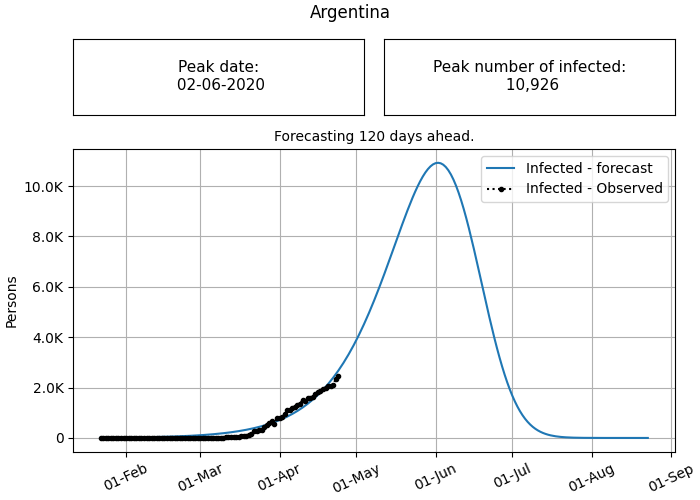 Argentina
Peak date:
02-06-2020
Peak number of infected:
10,926
Forecasting 120 days ahead.
Infected - forecast
Infected - Observed
Persons
10.0K
8.0K
6.0K
4.0K
2.0K
0
01-Feb
01-Mar
01-Apr
01-May
01-Jun
01-Jul
01-Aug
01-Sep